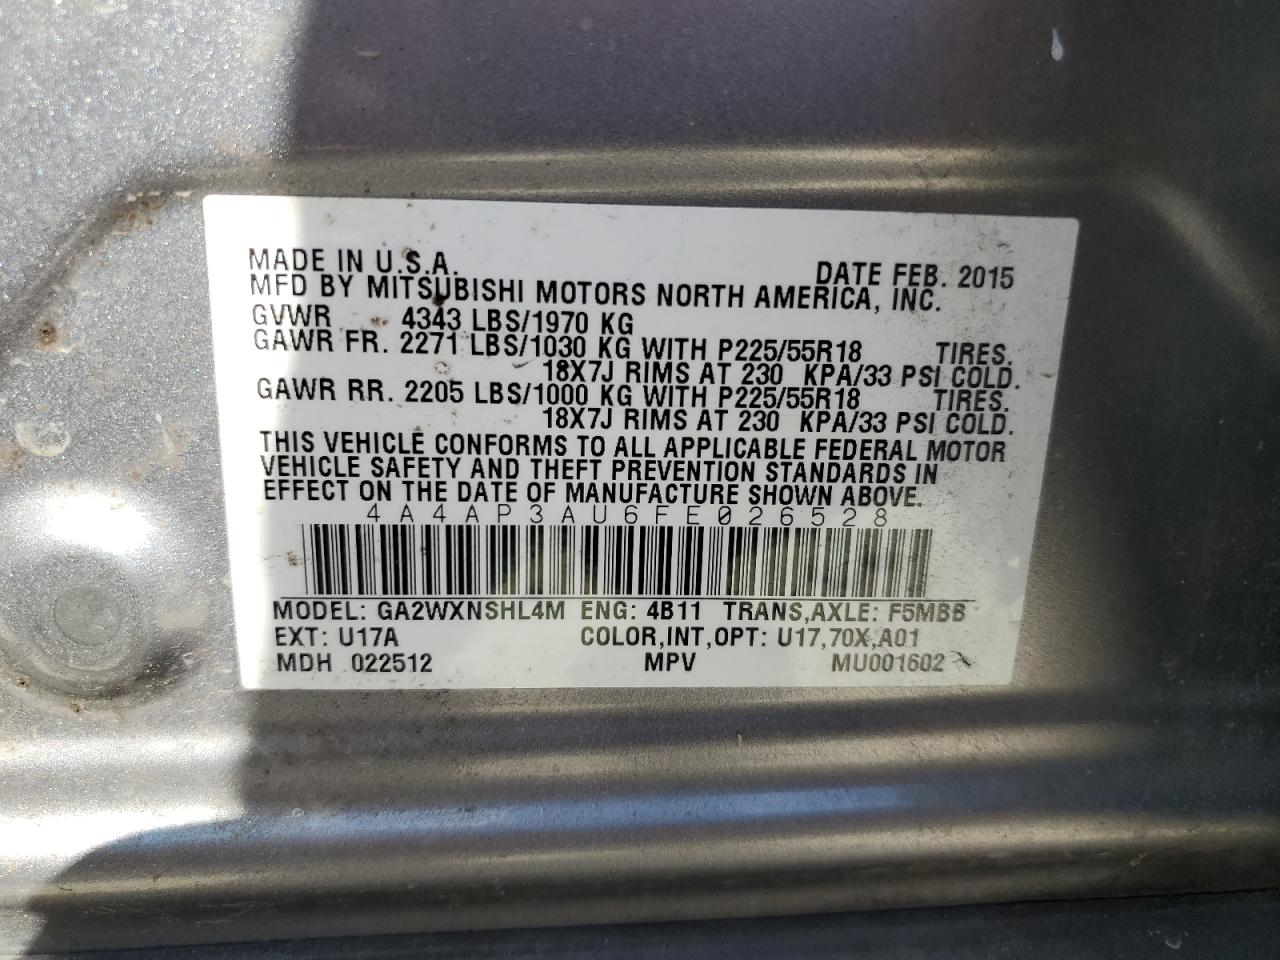 MADE IN U.S.A. DATE FEB. 2015
MFD BY MITSUBISHI MOTORS NORTH AMERICA, INC.
GVWR 4343 LBS/1970 KG
GAWR FR. 2271 LBS/1030 KG WITH P225/55R18 TIRES.
18X7J RIMS AT 230 KPA/33 PSI COLD.
GAWR RR. 2205 LBS/1000 KG WITH P225/55R18 TIRES.
18X7J RIMS AT 230 KPA/33 PSI COLD.
THIS VEHICLE CONFORMS TO ALL APPLICABLE FEDERAL MOTOR
VEHICLE SAFETY AND THEFT PREVENTION STANDARDS IN
EFFECT ON THE DATE OF MANUFACTURE SHOWN ABOVE.
4A4AP3AU6FE026528
MODEL: GA2WXNSHL4M ENG: 4B11 TRANS,AXLE: F5MBB
EXT: U17A COLOR,INT,OPT: U17,70X,A01
MDH 022512 MPV MU001602